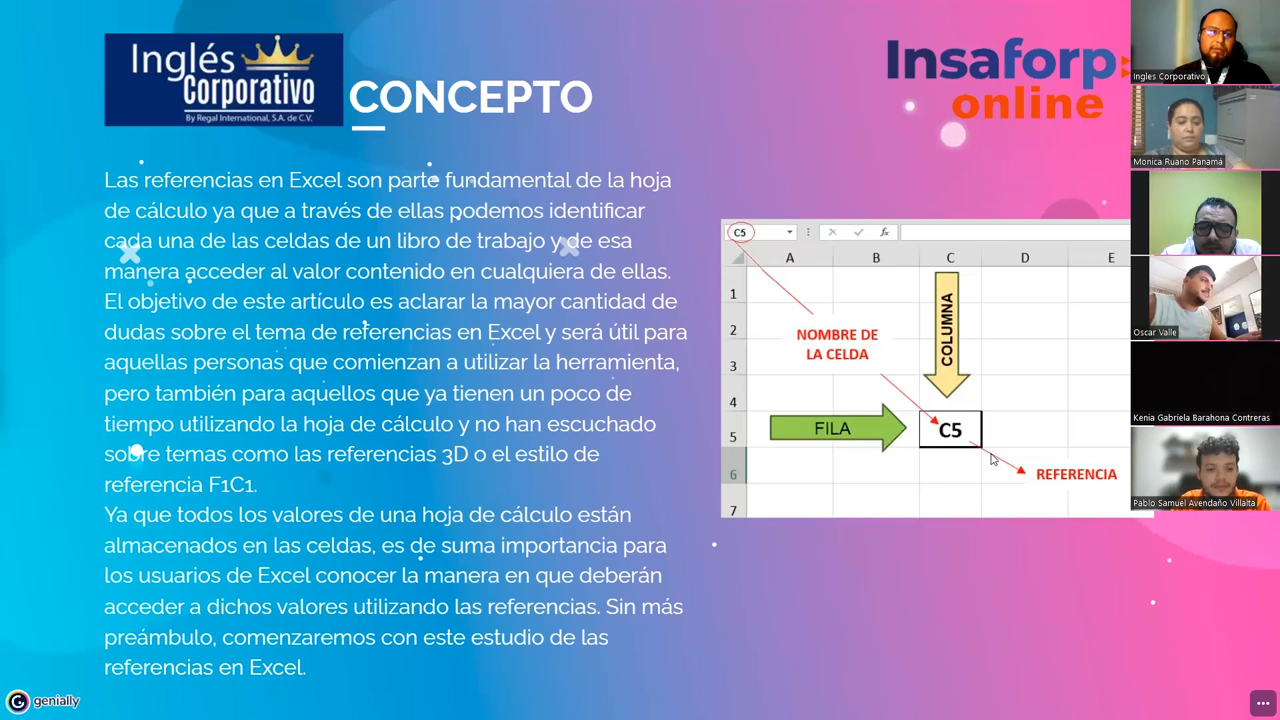 Inglés
Corporativo
By Regal International, S.A. de C.V.
CONCEPTO
Insaforp
online
Las referencias en Excel son parte fundamental de la hoja
de cálculo ya que a través de ellas podemos identificar
cada una de las celdas de un libro de trabajo y de esa
manera acceder al valor contenido en cualquiera de ellas.
El objetivo de este artículo es aclarar la mayor cantidad de
dudas sobre el tema de referencias en Excel y será útil para
aquellas personas que comienzan a utilizar la herramienta,
pero también para aquellos que ya tienen un poco de
tiempo utilizando la hoja de cálculo y no han escuchado
sobre temas como las referencias 3D o el estilo de
referencia F1C1.
Ya que todos los valores de una hoja de cálculo están
almacenados en las celdas, es de suma importancia para
los usuarios de Excel conocer la manera en que deberán
acceder a dichos valores utilizando las referencias. Sin más
preámbulo, comenzaremos con este estudio de las
referencias en Excel.
C5
fx
A B C D E
1
2
3
4
5
6
7
NOMBRE DE
LA CELDA
COLUMNA
FILA
C5
REFERENCIA
Ingles Corporativo
Monica Ruano Panamá
Oscar Valle
Kenia Gabriela Barahona Contreras
Pablo Samuel Avendaño Villalta
genially